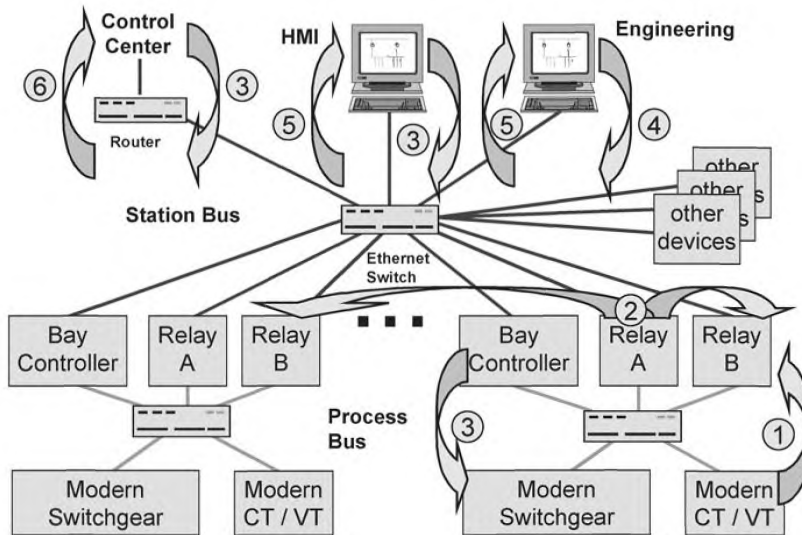 Control
Center
HMI
Engineering
6
3
5
3
5
4
Router
other
other
s
s
other
devices
Station Bus
Ethernet
Switch
2
Bay
Controller
Relay
A
Relay
B
Bay
Controller
Relay
A
Relay
B
Process
Bus
3
1
Modern
Switchgear
Modern
CT / VT
Modern
Switchgear
Modern
CT / VT